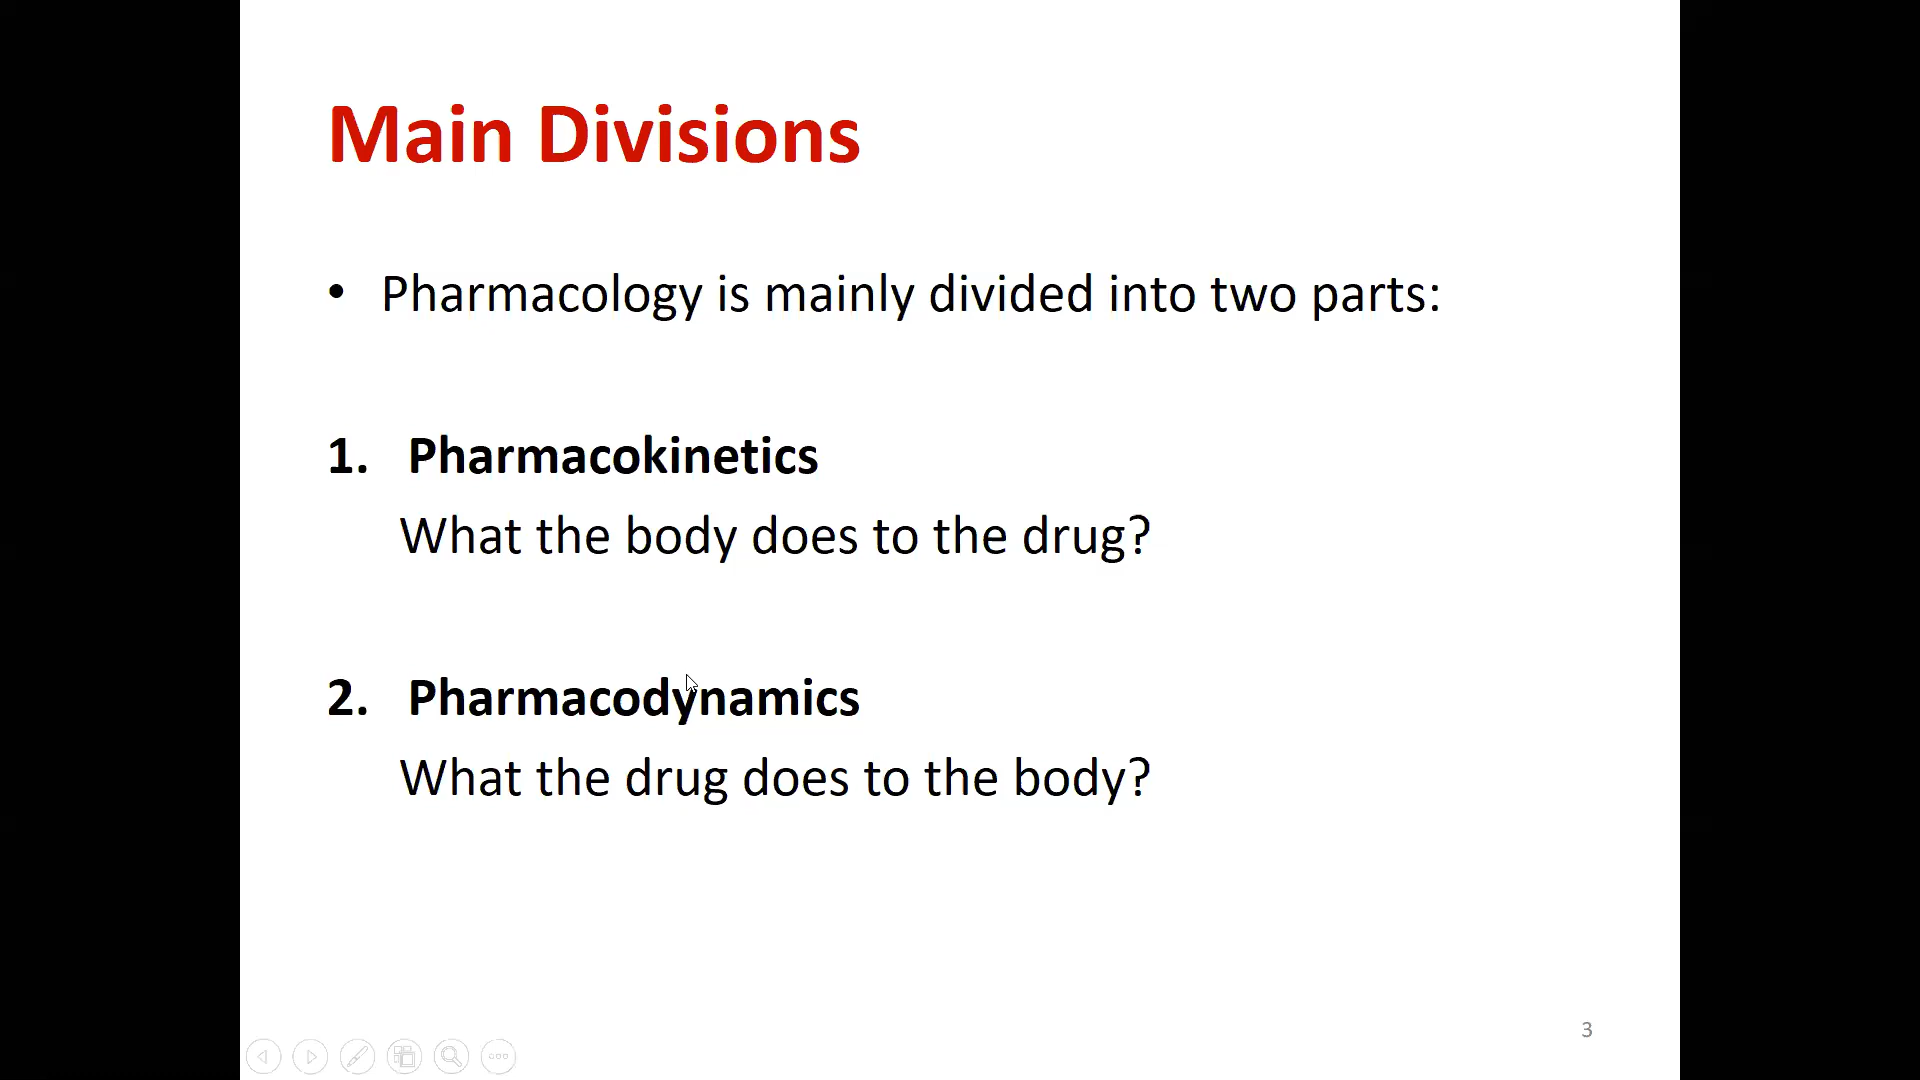 Main Divisions
• Pharmacology is mainly divided into two parts:
1. Pharmacokinetics
What the body does to the drug?
2. Pharmacodynamics
What the drug does to the body?
3